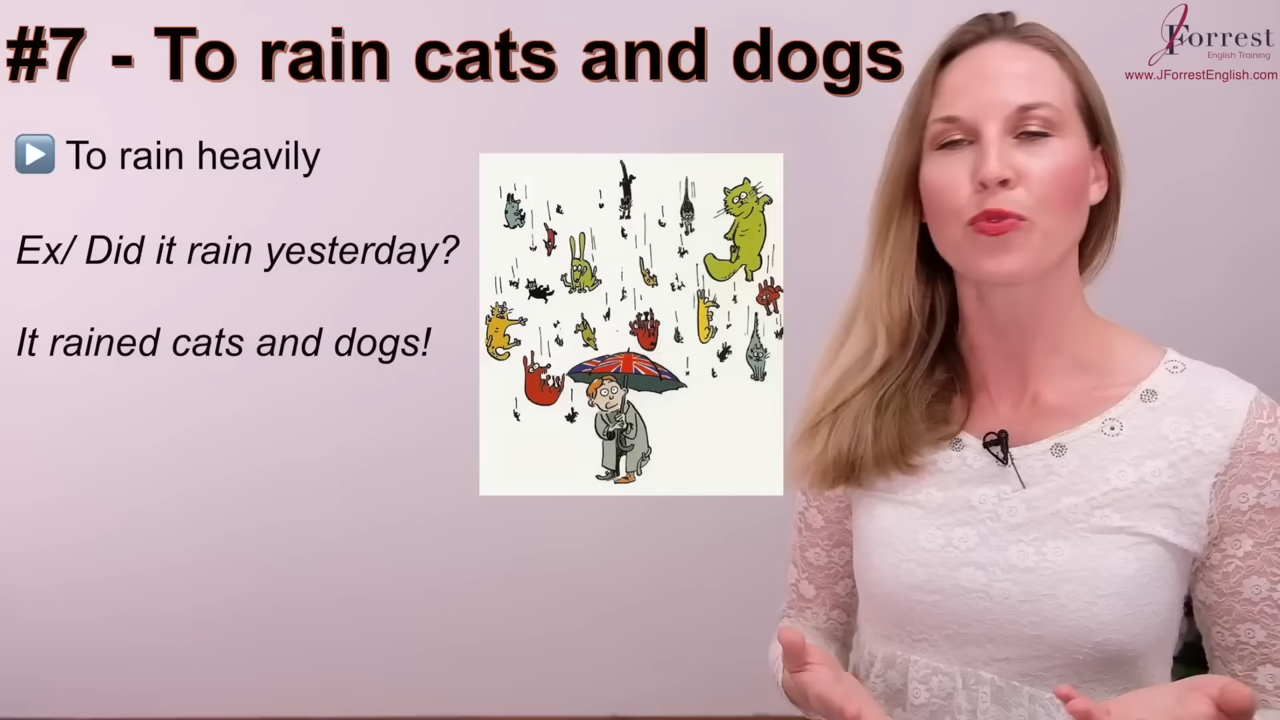 #7 - To rain cats and dogs
To rain heavily
Ex/ Did it rain yesterday?
It rained cats and dogs!
JForrest
English Training
www.JForrestEnglish.com